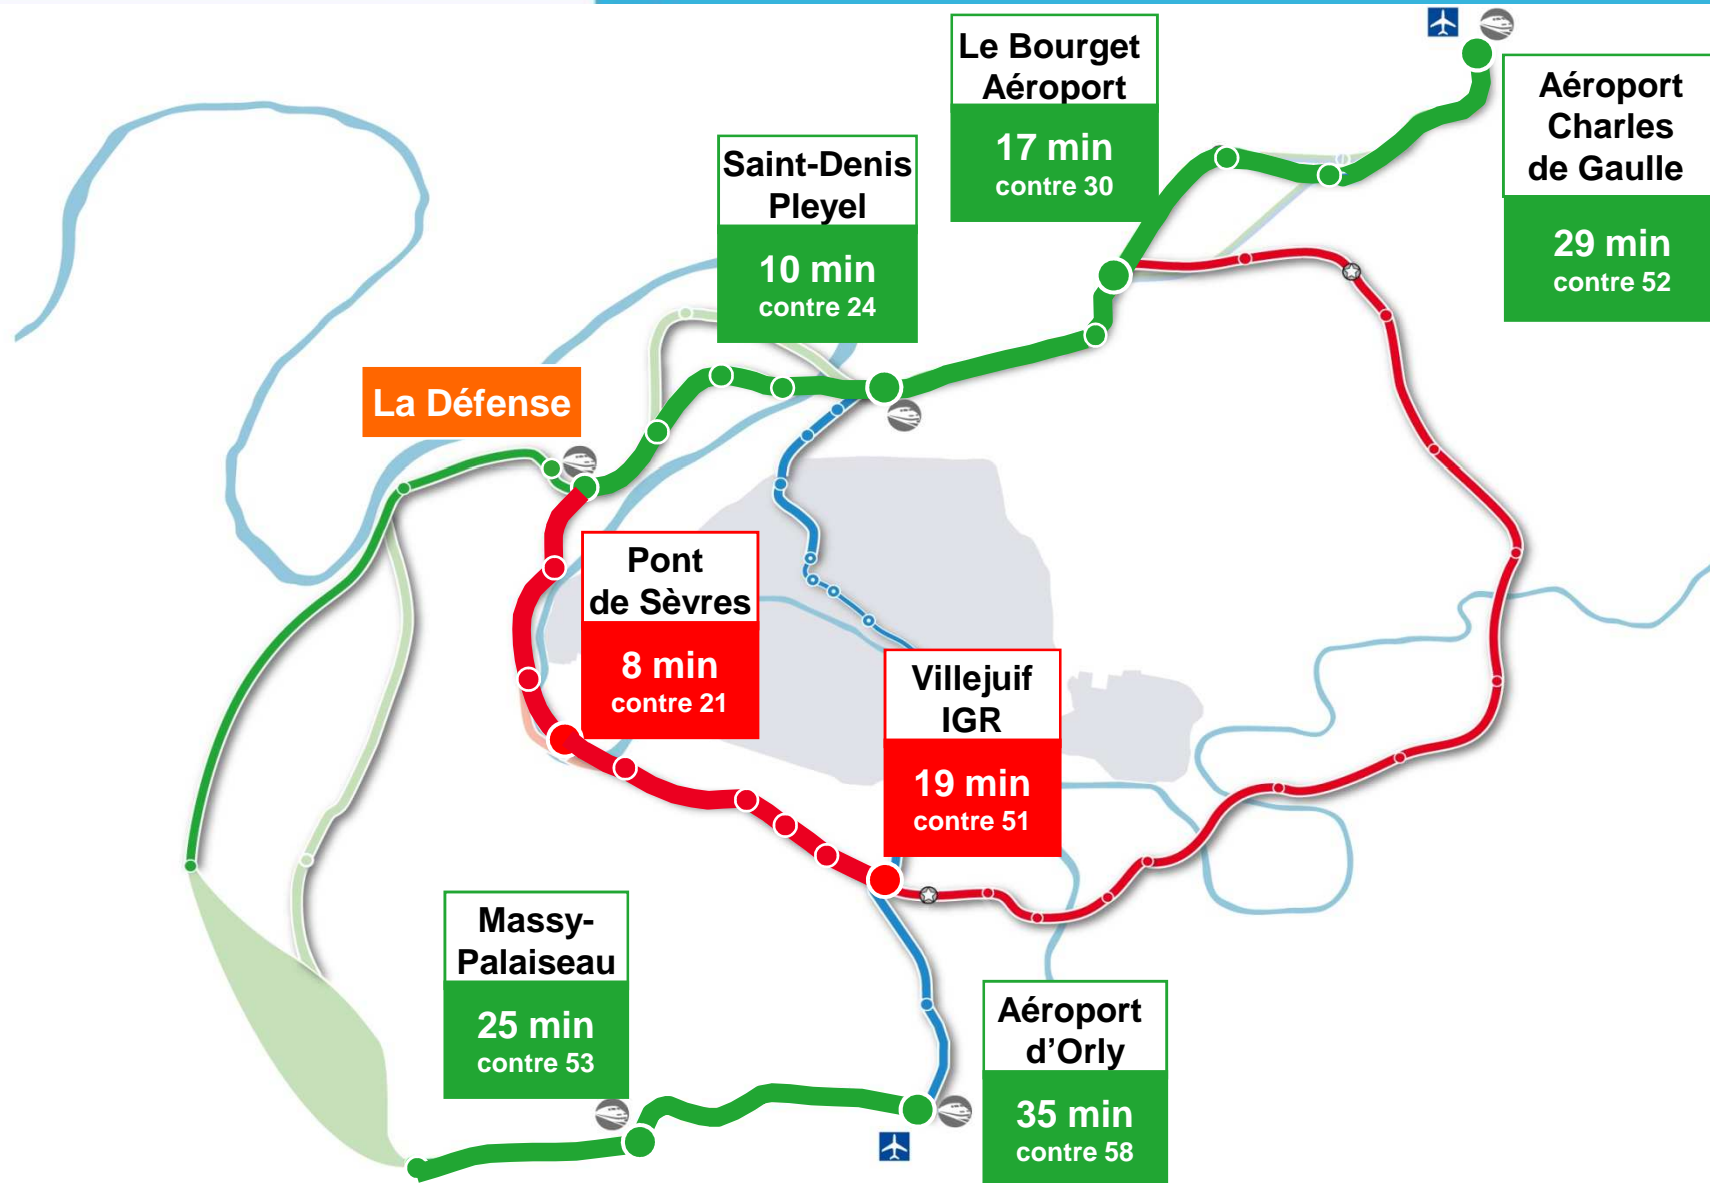 Le Bourget
Aéroport
17 min
contre 30
Aéroport
Charles
de Gaulle
29 min
contre 52
Saint-Denis
Pleyel
10 min
contre 24
La Défense
Pont
de Sèvres
8 min
contre 21
Villejuif
IGR
19 min
contre 51
Massy-
Palaiseau
25 min
contre 53
Aéroport
d’Orly
35 min
contre 58